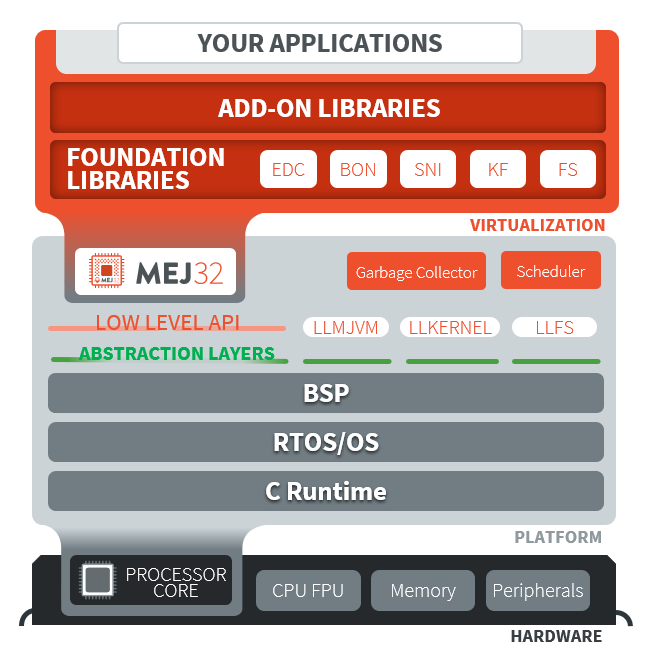 YOUR APPLICATIONS
ADD-ON LIBRARIES
FOUNDATION
LIBRARIES
EDC BON SNI KF FS
VIRTUALIZATION
MEJ32
MEJ32
Garbage Collector Scheduler
LOW LEVEL API LLMJVM LLKERNEL LLFS
ABSTRACTION LAYERS
BSP
RTOS/OS
C Runtime
PLATFORM
PROCESSOR
CORE
CPU FPU Memory Peripherals
HARDWARE